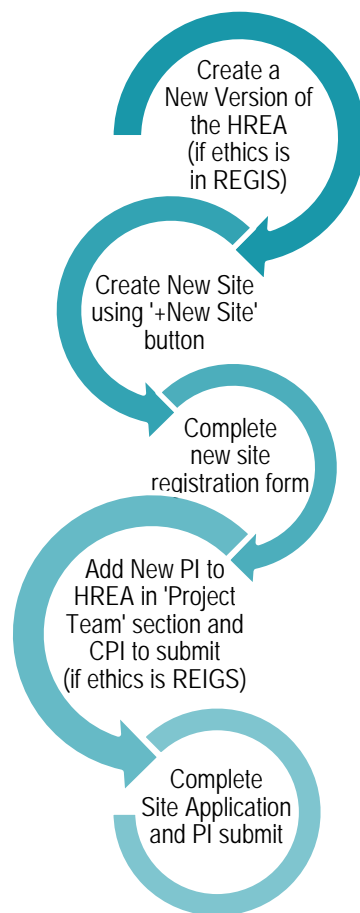 Create a
New Version of
the HREA
(if ethics is
in REGIS)
Create New Site
using '+New Site'
button
Complete
new site
registration form
Add New PI to
HREA in 'Project
Team' section and
CPI to submit
(if ethics is REIGS)
Complete
Site Application
and PI submit